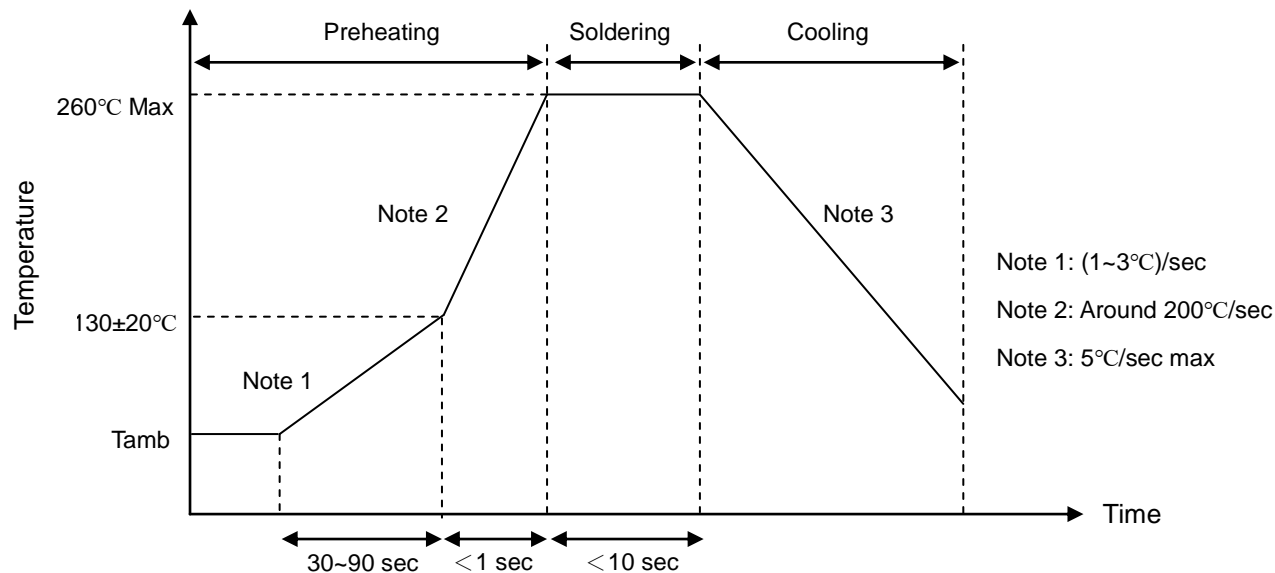 Preheating Soldering Cooling
260℃ Max
Temperature
Note 2
Note 3
Note 1: (1~3℃)/sec
Note 2: Around 200℃/sec
130±20℃
Note 3: 5℃/sec max
Note 1
Tamb
Time
30~90 sec <1 sec <10 sec